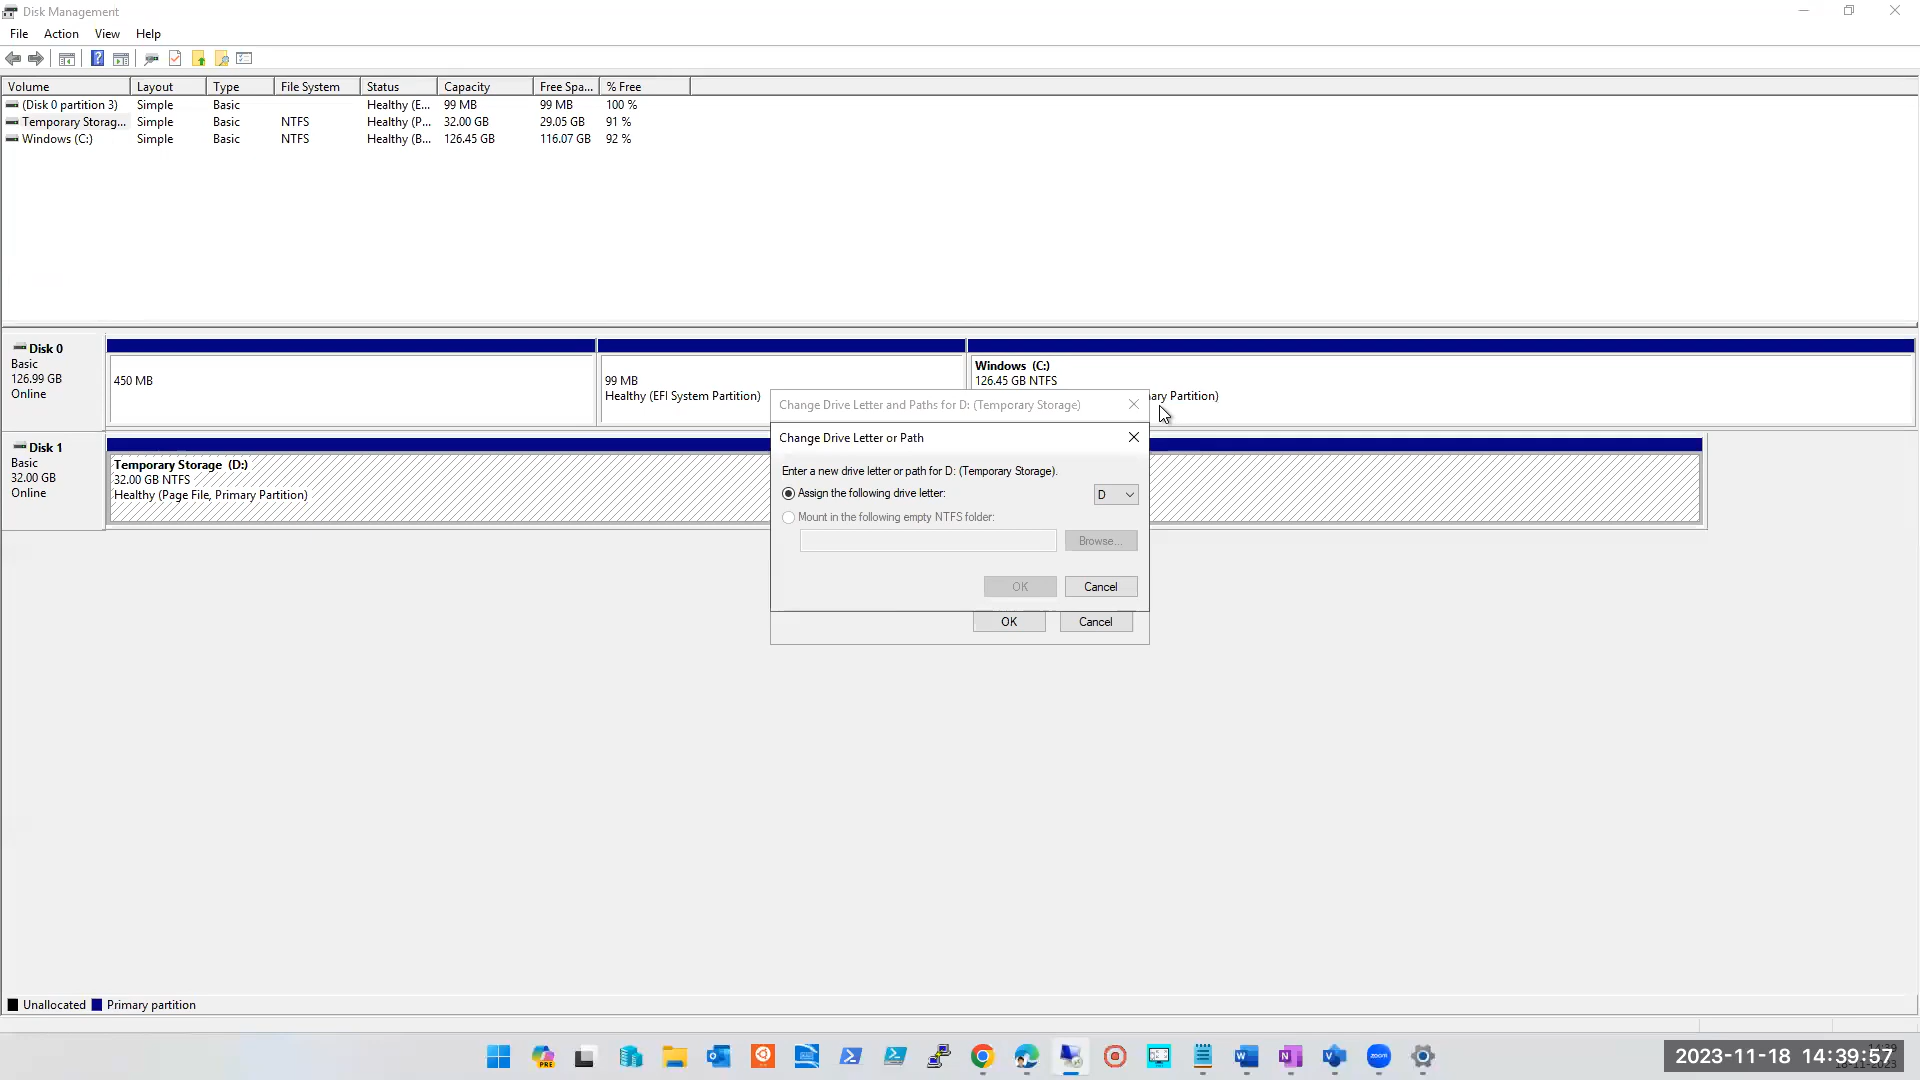 Disk Management
File Action View Help
Volume Layout Type File System Status Capacity Free Spa... % Free
(Disk 0 partition 3) Simple Basic Healthy (E... 99 MB 99 MB 100 %
Temporary Storag... Simple Basic NTFS Healthy (P... 32.00 GB 29.05 GB 91 %
Windows (C:) Simple Basic NTFS Healthy (B... 126.45 GB 116.07 GB 92 %
Disk 0
Basic
126.99 GB
Online
450 MB
99 MB
Healthy (EFI System Partition)
Windows (C:)
126.45 GB NTFS
ary Partition)
Disk 1
Basic
32.00 GB
Online
Temporary Storage (D:)
32.00 GB NTFS
Healthy (Page File, Primary Partition)
Change Drive Letter and Paths for D: (Temporary Storage)
Change Drive Letter or Path
Enter a new drive letter or path for D: (Temporary Storage).
Assign the following drive letter: D
Mount in the following empty NTFS folder:
Browse...
OK Cancel
OK Cancel
Unallocated Primary partition
PRE
zoom
2023-11-18 14:39:57